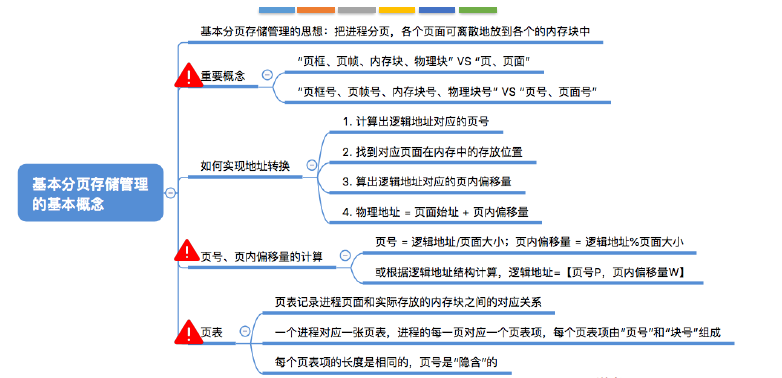 基本分页存储管理的思想：把进程分页，各个页面可离散地放到各个的内存块中
重要概念
“页框、页帧、内存块、物理块” VS “页、页面”
“页框号、页帧号、内存块号、物理块号” VS “页号、页面号”
基本分页存储管理
的基本概念
如何实现地址转换
1. 计算出逻辑地址对应的页号
2. 找到对应页面在内存中的存放位置
3. 算出逻辑地址对应的页内偏移量
4. 物理地址 = 页面始址 + 页内偏移量
页号、页内偏移量的计算
页号 = 逻辑地址/页面大小；页内偏移量 = 逻辑地址%页面大小
或根据逻辑地址结构计算，逻辑地址=【页号P，页内偏移量W】
页表
页表记录进程页面和实际存放的内存块之间的对应关系
一个进程对应一张页表，进程的每一页对应一个页表项，每个页表项由“页号”和“块号”组成
每个页表项的长度是相同的，页号是“隐含”的